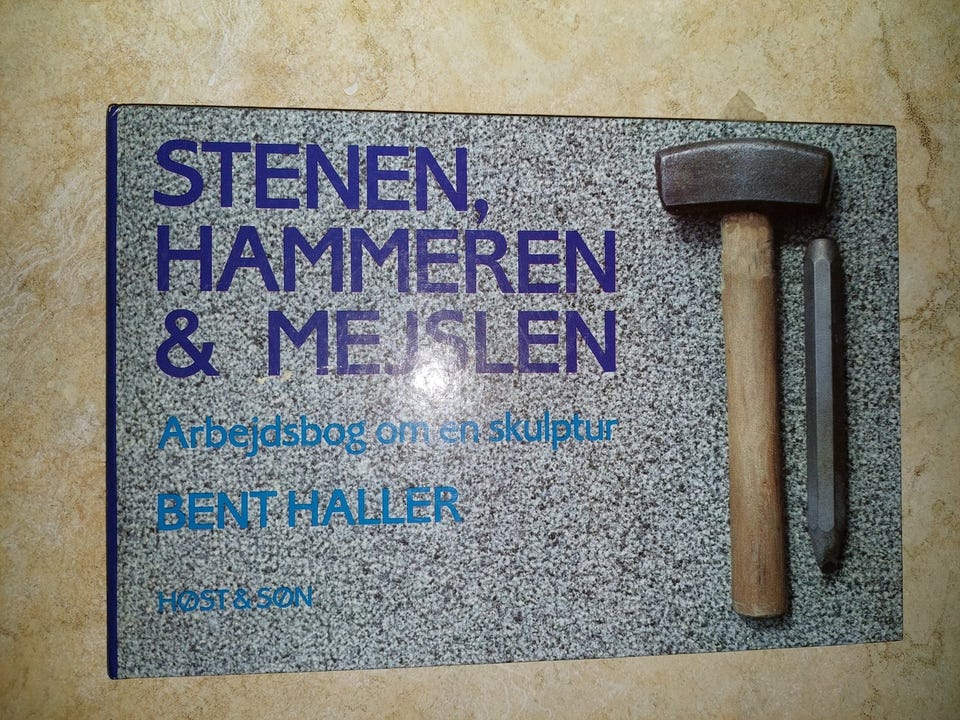 STENEN,
HAMMEREN
& MEJSLEN
Arbejdsbog om en skulptur
BENT HALLER
HØST & SØN